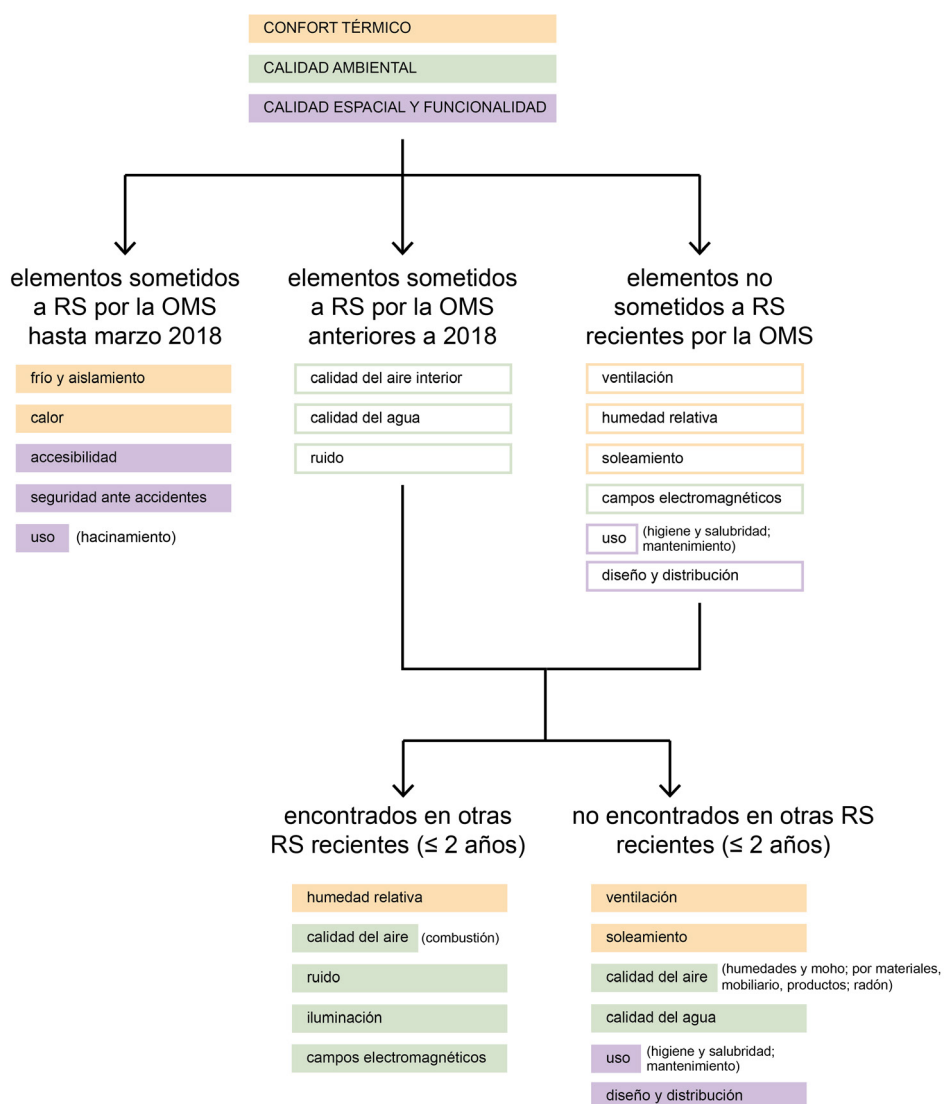 CONFORT TÉRMICO
CALIDAD AMBIENTAL
CALIDAD ESPACIAL Y FUNCIONALIDAD
elementos sometidos
a RS por la OMS
hasta marzo 2018
frío y aislamiento
calor
accesibilidad
seguridad ante accidentes
uso (hacinamiento)
elementos sometidos
a RS por la OMS
anteriores a 2018
calidad del aire interior
calidad del agua
ruido
elementos no
sometidos a RS
recientes por la OMS
ventilación
humedad relativa
soleamiento
campos electromagnéticos
uso (higiene y salubridad;
mantenimiento)
diseño y distribución
encontrados en otras
RS recientes (≤ 2 años)
humedad relativa
calidad del aire (combustión)
ruido
iluminación
campos electromagnéticos
no encontrados en otras RS
recientes (≤ 2 años)
ventilación
soleamiento
calidad del aire (humedades y moho; por materiales,
mobiliario, productos; radón)
calidad del agua
uso (higiene y salubridad;
mantenimiento)
diseño y distribución